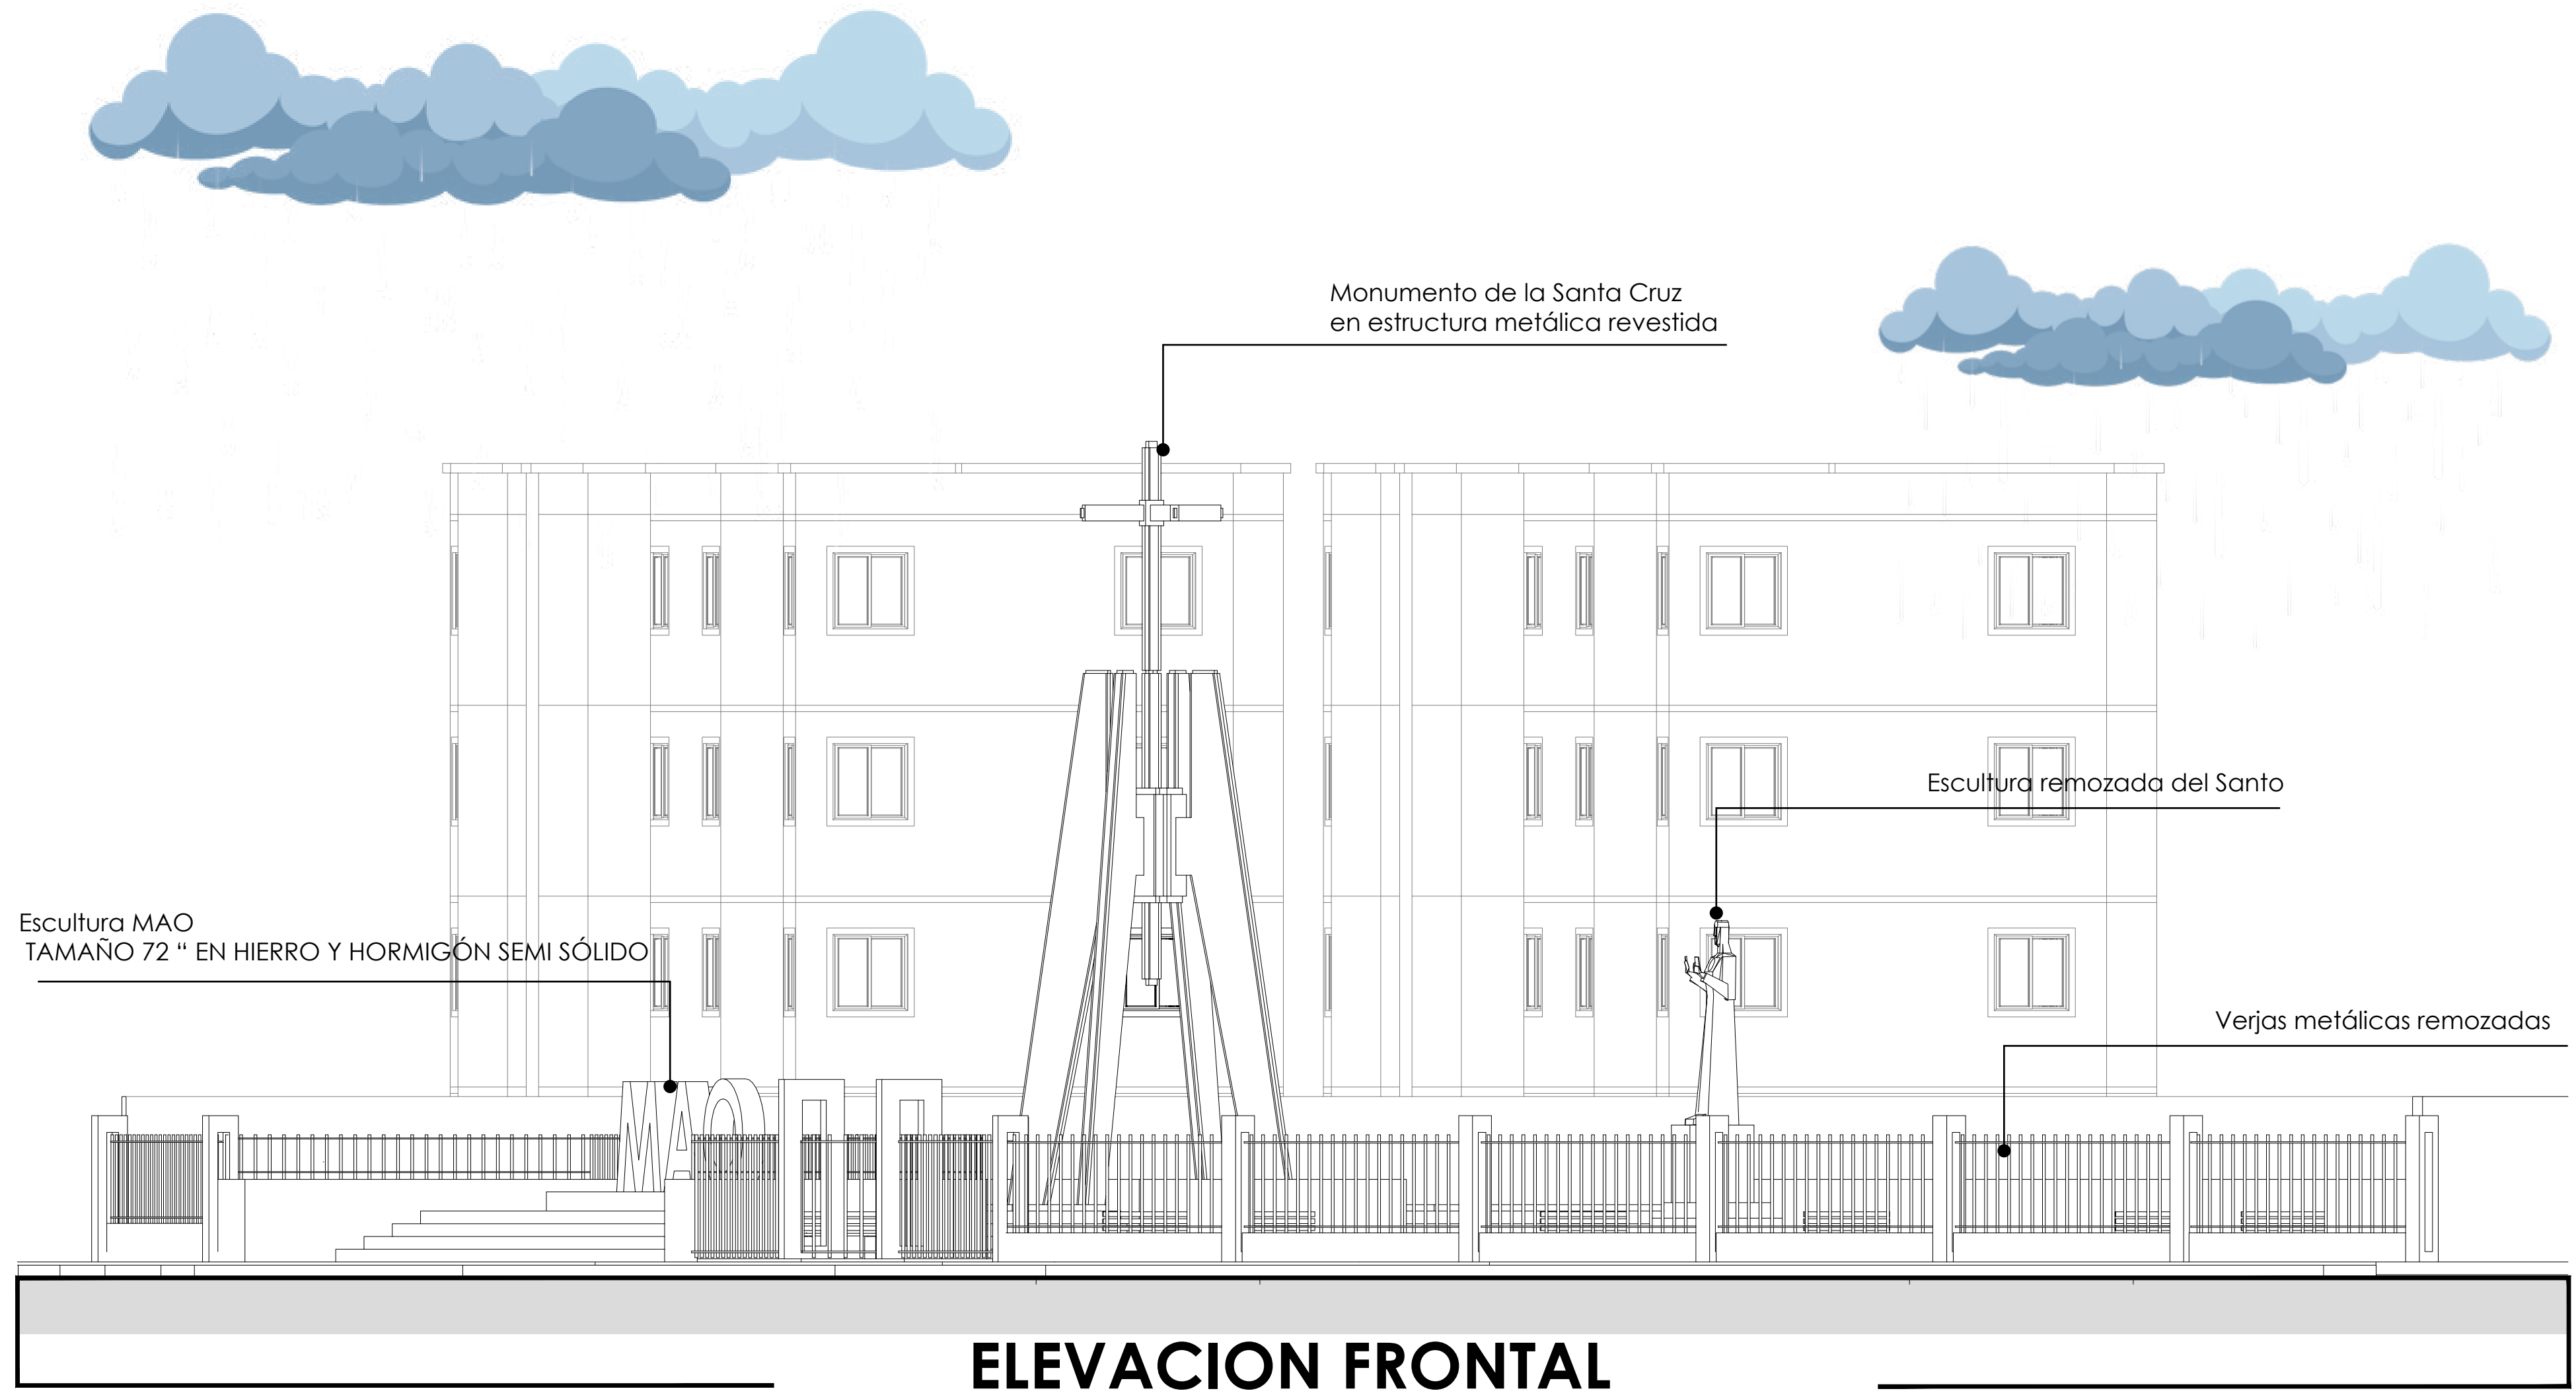 Monumento de la Santa Cruz
en estructura metálica revestida
Escultura remozada del Santo
Escultura MAO
TAMAÑO 72 “ EN HIERRO Y HORMIGÓN SEMI SÓLIDO
Verjas metálicas remozadas
MAO
ELEVACION FRONTAL